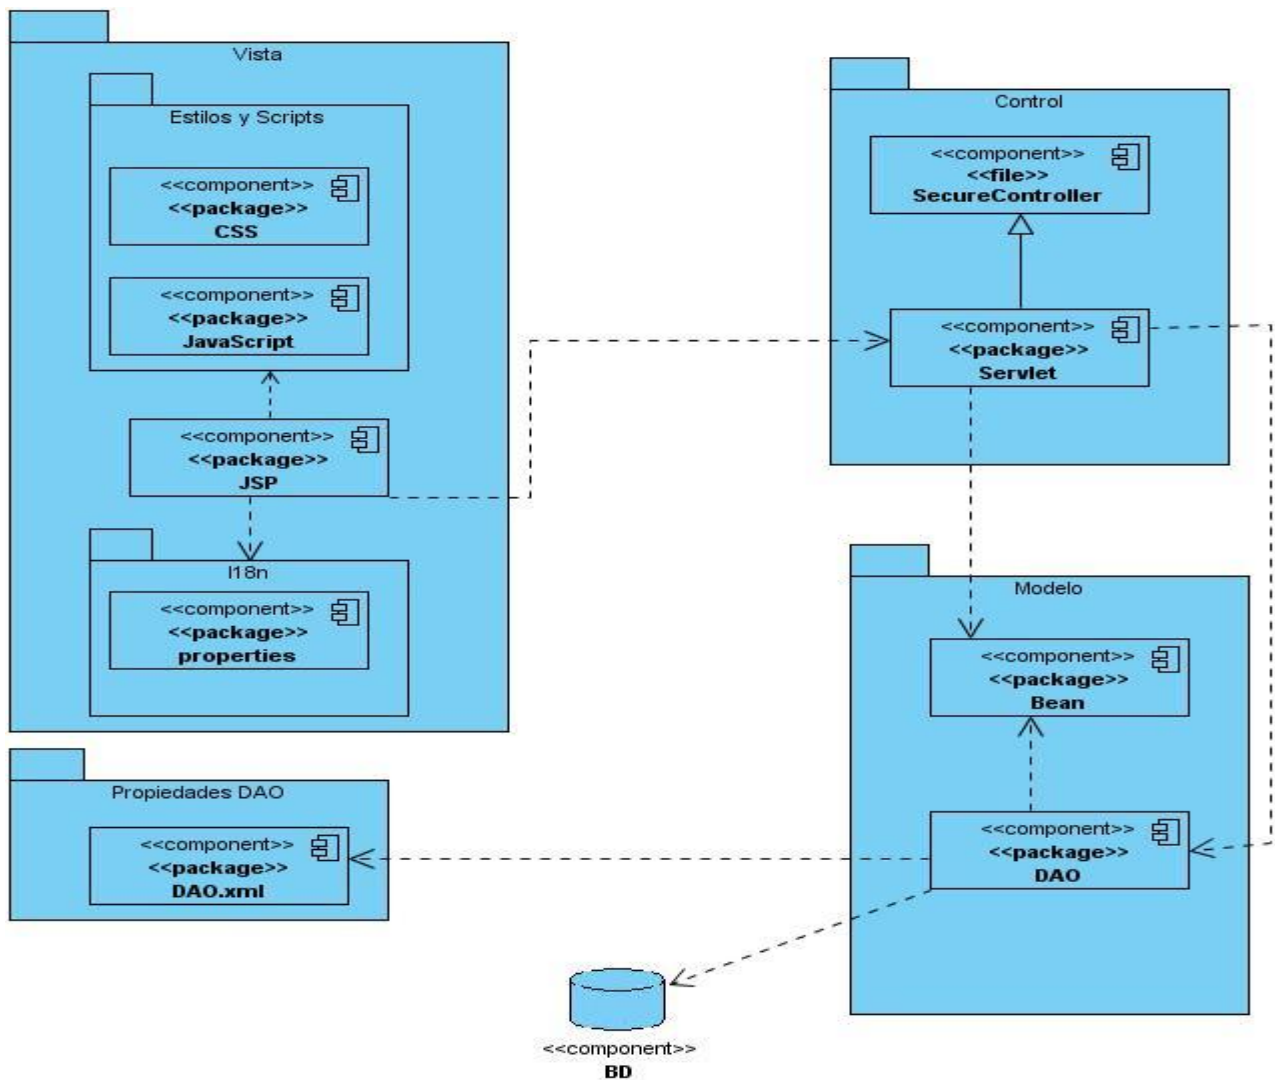 Vista
Estilos y Scripts
<<component>>
<<package>>
CSS
<<component>>
<<package>>
JavaScript
<<component>>
<<package>>
JSP
I18n
<<component>>
<<package>>
properties
Propiedades DAO
<<component>>
<<package>>
DAO.xml
Control
<<component>>
<<file>>
SecureController
<<component>>
<<package>>
Servlet
Modelo
<<component>>
<<package>>
Bean
<<component>>
<<package>>
DAO
<<component>>
BD